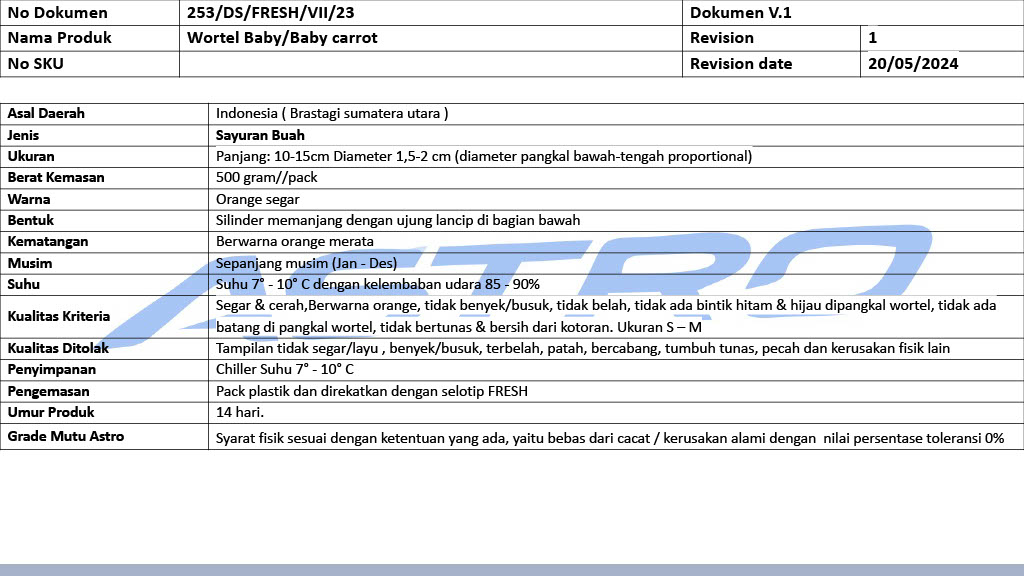 No Dokumen 253/DS/FRESH/VII/23 Dokumen V.1
Nama Produk Wortel Baby/Baby carrot Revision 1
No SKU Revision date 20/05/2024
Asal Daerah Indonesia ( Brastagi sumatera utara )
Jenis Sayuran Buah
Ukuran Panjang: 10-15cm Diameter 1,5-2 cm (diameter pangkal bawah-tengah proportional)
Berat Kemasan 500 gram//pack
Warna Orange segar
Bentuk Silinder memanjang dengan ujung lancip di bagian bawah
Kematangan Berwarna orange merata
Musim Sepanjang musim (Jan - Des)
Suhu Suhu 7° - 10° C dengan kelembaban udara 85 - 90%
Kualitas Kriteria Segar & cerah,Berwarna orange, tidak benyek/busuk, tidak belah, tidak ada bintik hitam & hijau dipangkal wortel, tidak ada
batang di pangkal wortel, tidak bertunas & bersih dari kotoran. Ukuran S – M
Kualitas Ditolak Tampilan tidak segar/layu , benyek/busuk, terbelah, patah, bercabang, tumbuh tunas, pecah dan kerusakan fisik lain
Penyimpanan Chiller Suhu 7° - 10° C
Pengemasan Pack plastik dan direkatkan dengan selotip FRESH
Umur Produk 14 hari.
Grade Mutu Astro Syarat fisik sesuai dengan ketentuan yang ada, yaitu bebas dari cacat / kerusakan alami dengan  nilai persentase toleransi 0%
ASTRO